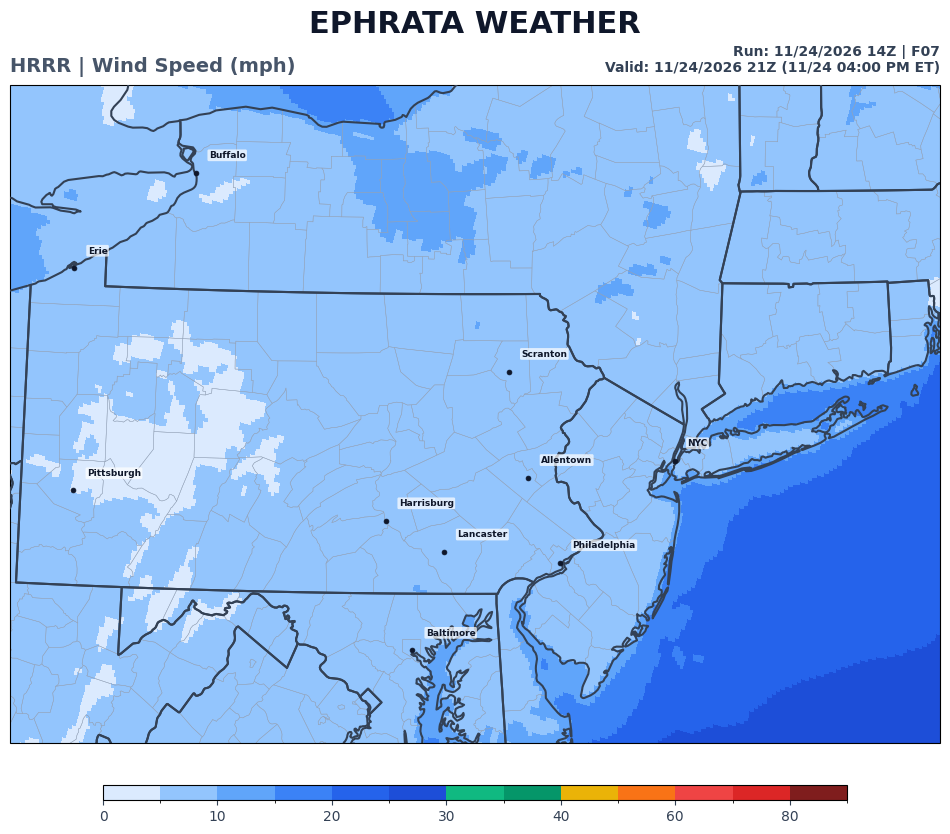 EPHRATA WEATHER
HRRR | Wind Speed (mph)
Run: 11/24/2026 14Z | F07
Valid: 11/24/2026 21Z (11/24 04:00 PM ET)
Buffalo
Erie
Scranton
NYC
Allentown
Pittsburgh
Harrisburg
Lancaster
Philadelphia
Baltimore
0 10 20 30 40 60 80